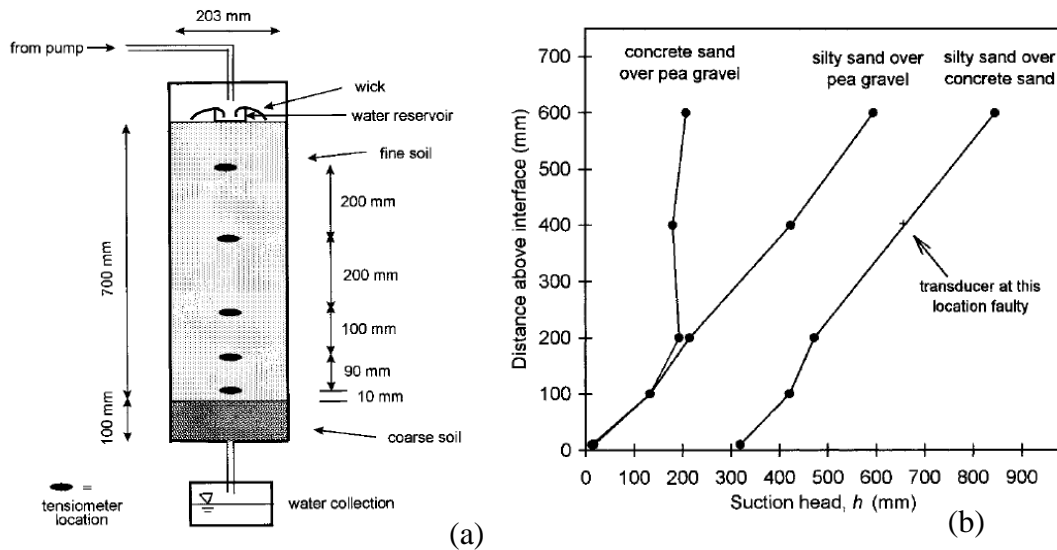 203 mm
from pump
wick
water reservoir
fine soil
200 mm
200 mm
700 mm
100 mm
90 mm
10 mm
100 mm
coarse soil
=
tensiometer
location
water collection
(a)
750
700
600
500
400
300
200
100
0
Distance above interface (mm)
concrete sand
over pea gravel
silty sand over
pea gravel
silty sand over
concrete sand
transducer at this
location faulty
0 100 200 300 400 500 600 700 800 900
Suction head, h (mm)
(b)